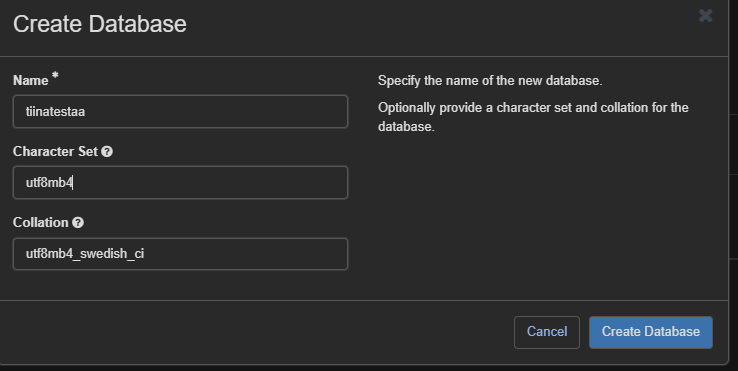 Create Database
Name *
tiinatestaa
Character Set
utf8mb4
Collation
utf8mb4_swedish_ci
Specify the name of the new database.
Optionally provide a character set and collation for the
database.
Cancel
Create Database